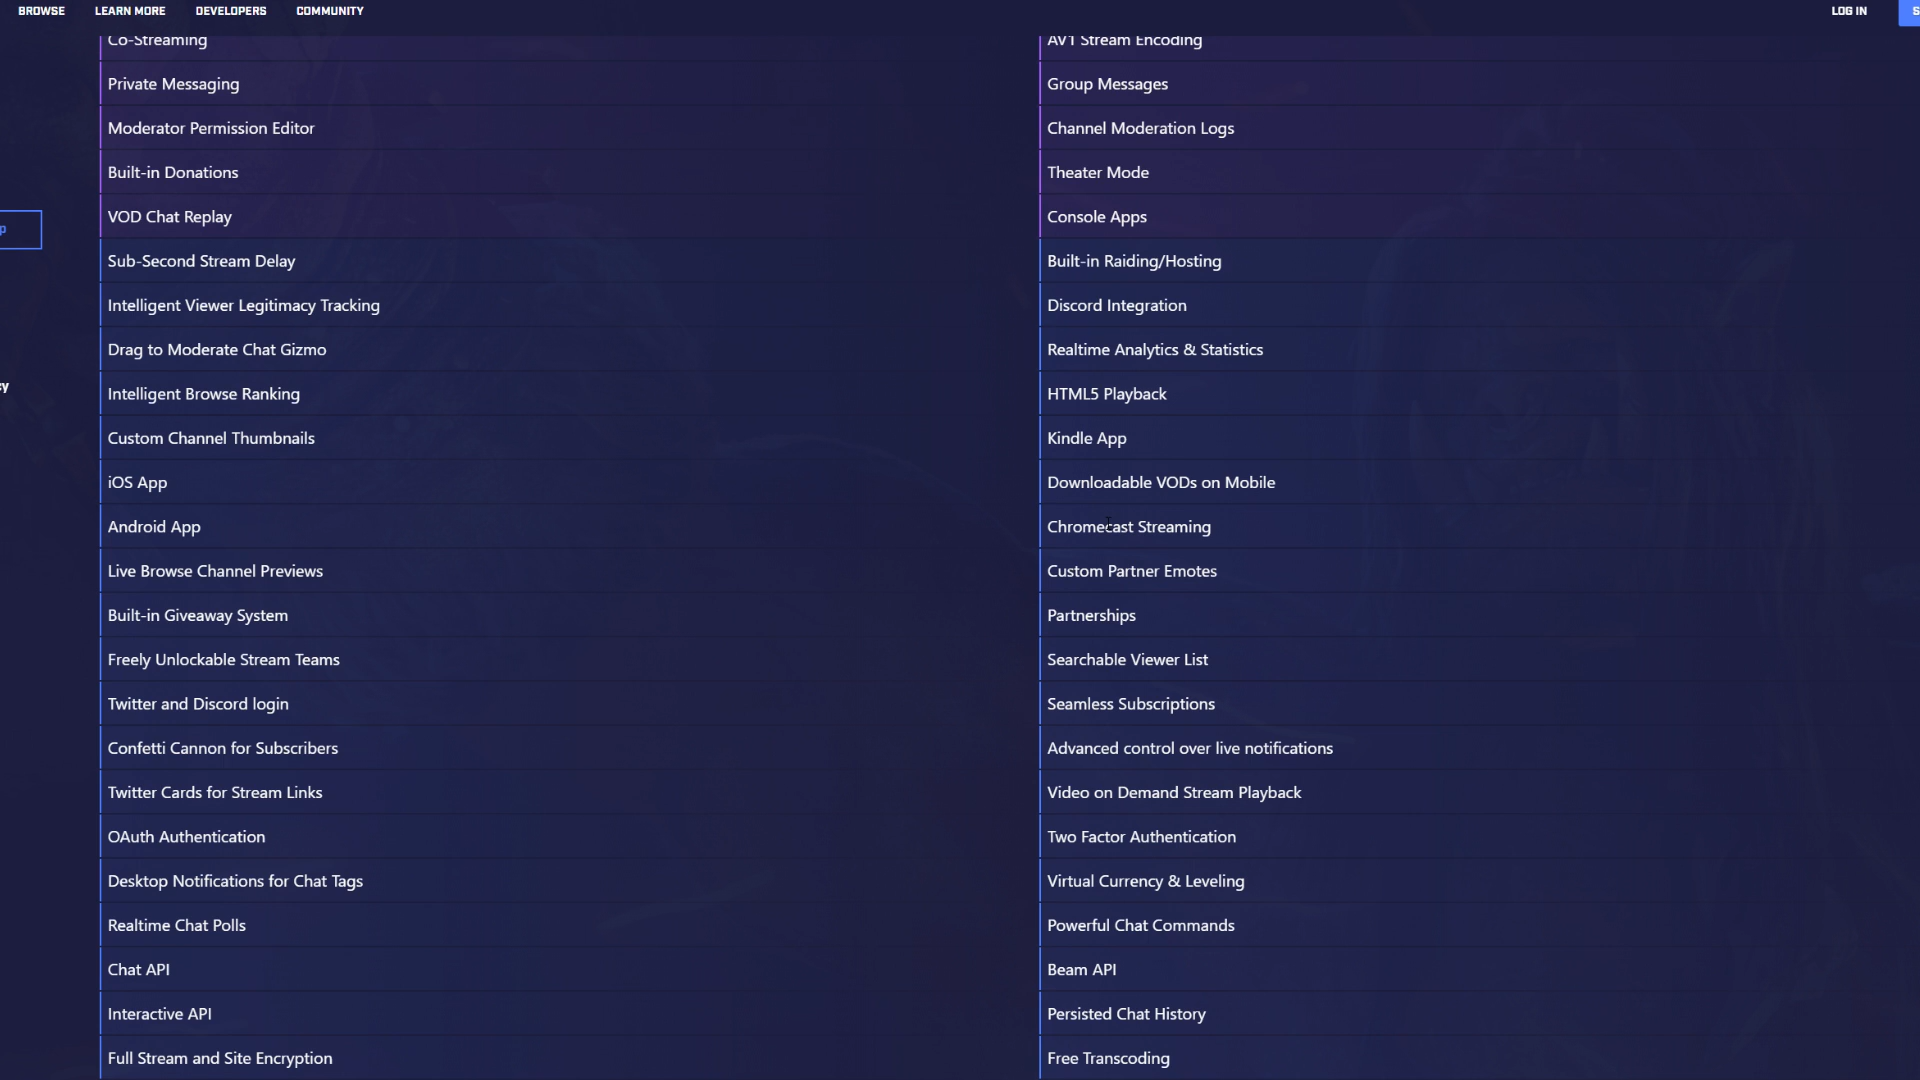 BROWSE LEARN MORE DEVELOPERS COMMUNITY LOG IN S
Co-Streaming
Private Messaging
Moderator Permission Editor
Built-in Donations
VOD Chat Replay
Sub-Second Stream Delay
Intelligent Viewer Legitimacy Tracking
Drag to Moderate Chat Gizmo
Intelligent Browse Ranking
Custom Channel Thumbnails
iOS App
Android App
Live Browse Channel Previews
Built-in Giveaway System
Freely Unlockable Stream Teams
Twitter and Discord login
Confetti Cannon for Subscribers
Twitter Cards for Stream Links
OAuth Authentication
Desktop Notifications for Chat Tags
Realtime Chat Polls
Chat API
Interactive API
Full Stream and Site Encryption
AV1 Stream Encoding
Group Messages
Channel Moderation Logs
Theater Mode
Console Apps
Built-in Raiding/Hosting
Discord Integration
Realtime Analytics & Statistics
HTML5 Playback
Kindle App
Downloadable VODs on Mobile
Chromecast Streaming
Custom Partner Emotes
Partnerships
Searchable Viewer List
Seamless Subscriptions
Advanced control over live notifications
Video on Demand Stream Playback
Two Factor Authentication
Virtual Currency & Leveling
Powerful Chat Commands
Beam API
Persisted Chat History
Free Transcoding